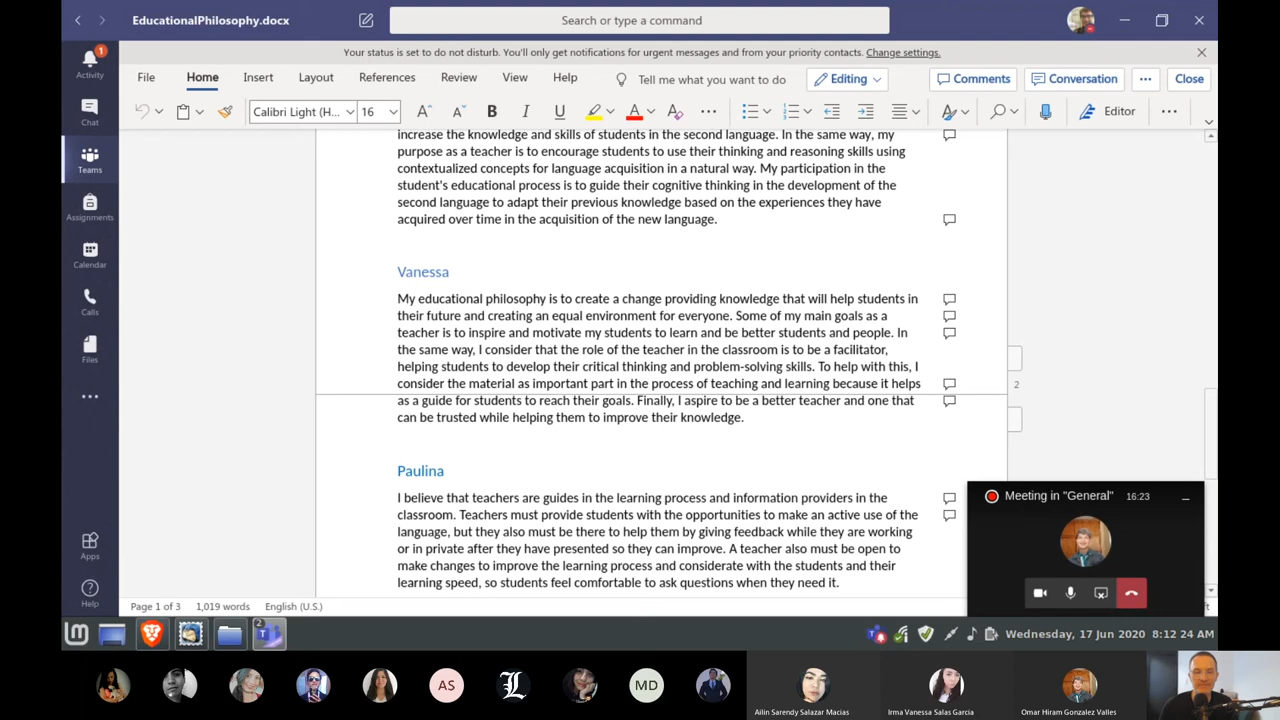 EducationalPhilosophy.docx
Search or type a command
Your status is set to do not disturb. You'll only get notifications for urgent messages and from your priority contacts. Change settings.
1
Activity
Chat
Teams
Assignments
Calendar
Calls
Files
Apps
Help
File Home Insert Layout References Review View Help Tell me what you want to do Editing Comments Conversation Close
Calibri Light (H... 16 B I U A Editor
increase the knowledge and skills of students in the second language. In the same way, my
purpose as a teacher is to encourage students to use their thinking and reasoning skills using
contextualized concepts for language acquisition in a natural way. My participation in the
student's educational process is to guide their cognitive thinking in the development of the
second language to adapt their previous knowledge based on the experiences they have
acquired over time in the acquisition of the new language.
Vanessa
My educational philosophy is to create a change providing knowledge that will help students in
their future and creating an equal environment for everyone. Some of my main goals as a
teacher is to inspire and motivate my students to learn and be better students and people. In
the same way, I consider that the role of the teacher in the classroom is to be a facilitator,
helping students to develop their critical thinking and problem-solving skills. To help with this, I
consider the material as important part in the process of teaching and learning because it helps
as a guide for students to reach their goals. Finally, I aspire to be a better teacher and one that
can be trusted while helping them to improve their knowledge.
2
Paulina
I believe that teachers are guides in the learning process and information providers in the
classroom. Teachers must provide students with the opportunities to make an active use of the
language, but they also must be there to help them by giving feedback while they are working
or in private after they have presented so they can improve. A teacher also must be open to
make changes to improve the learning process and considerate with the students and their
learning speed, so students feel comfortable to ask questions when they need it.
Meeting in "General" 16:23
Page 1 of 3 1,019 words English (U.S.)
2
Wednesday, 17 Jun 2020 8:12:24 AM
AS
L
MD
Ailin Sarendy Salazar Macias
Irma Vanessa Salas Garcia
Omar Hiram Gonzalez Valles